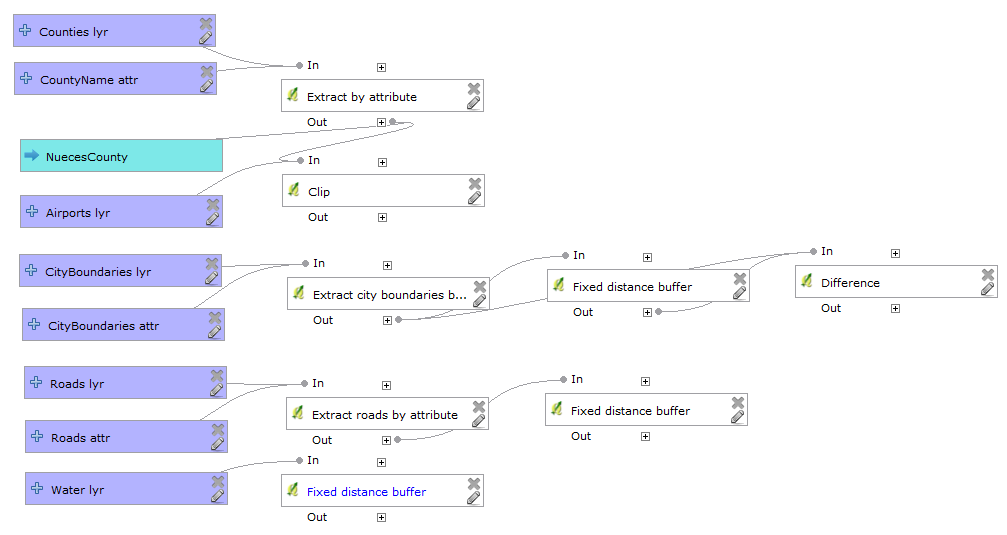 Counties lyr
CountyName attr
In
Extract by attribute
Out
NuecesCounty
In
Airports lyr
Clip
Out
CityBoundaries lyr
CityBoundaries attr
In
Extract city boundaries b...
Out
In
Fixed distance buffer
Out
In
Difference
Out
Roads lyr
Roads attr
In
Extract roads by attribute
Out
In
Fixed distance buffer
Out
Water lyr
In
Fixed distance buffer
Out